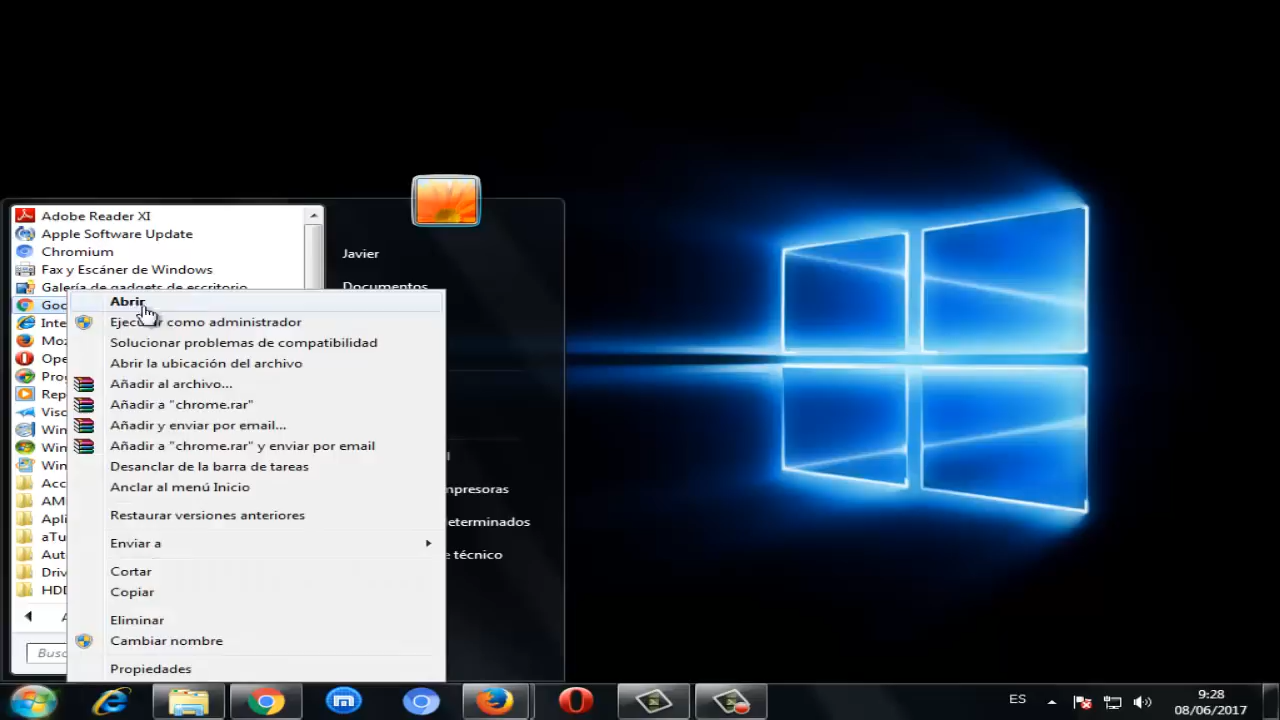 Adobe Reader XI
Apple Software Update
Chromium
Fax y Escáner de Windows
Galería de gadgets de escritorio
Javier
Documentos
Abrir
Ejecutar como administrador
Solucionar problemas de compatibilidad
Abrir la ubicación del archivo
Añadir al archivo...
Añadir a "chrome.rar"
Añadir y enviar por email...
Añadir a "chrome.rar" y enviar por email
Desanclar de la barra de tareas
Anclar al menú Inicio
Restaurar versiones anteriores
Enviar a
Cortar
Copiar
Eliminar
Cambiar nombre
Propiedades
Goo
Inte
Moz
Ope
Prog
Rep
Visc
Win
Win
Win
Acc
AM
Apli
aTu
Aut
Driv
HDD
mpresoras
eterminados
e técnico
Busc
ES
9:28
08/06/2017